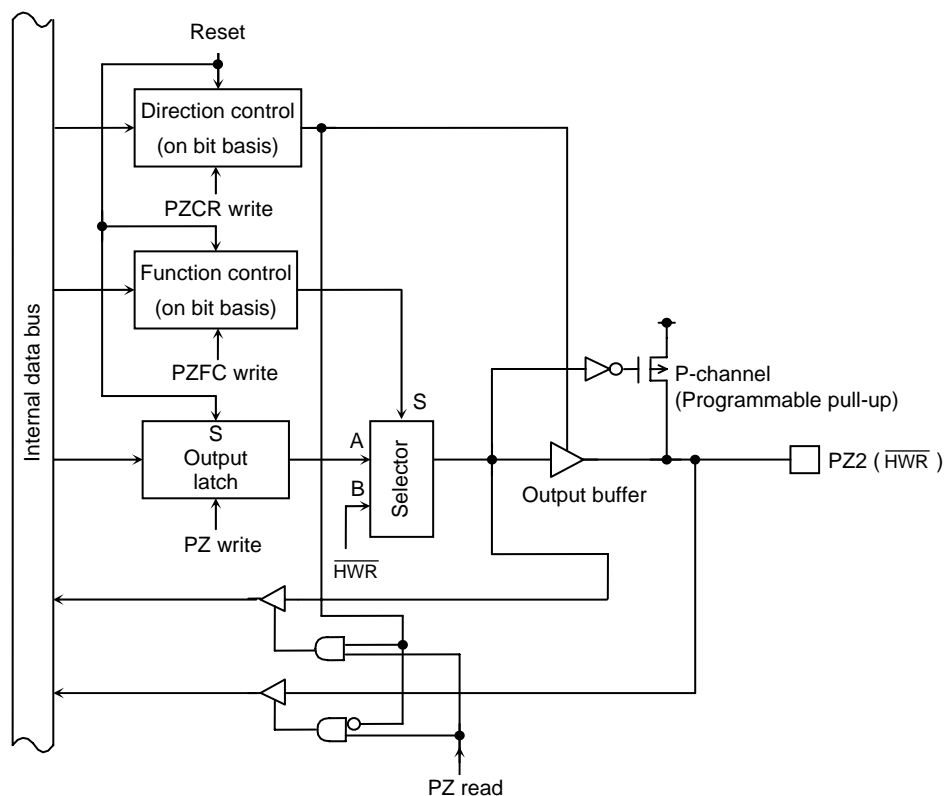 Reset
Direction control
(on bit basis)
PZCR write
Function control
(on bit basis)
PZFC write
Internal data bus
S
Output
latch
PZ write
A
B
S
Selector
HWR
P-channel
(Programmable pull-up)
Output buffer
PZ2 (HWR)
PZ read